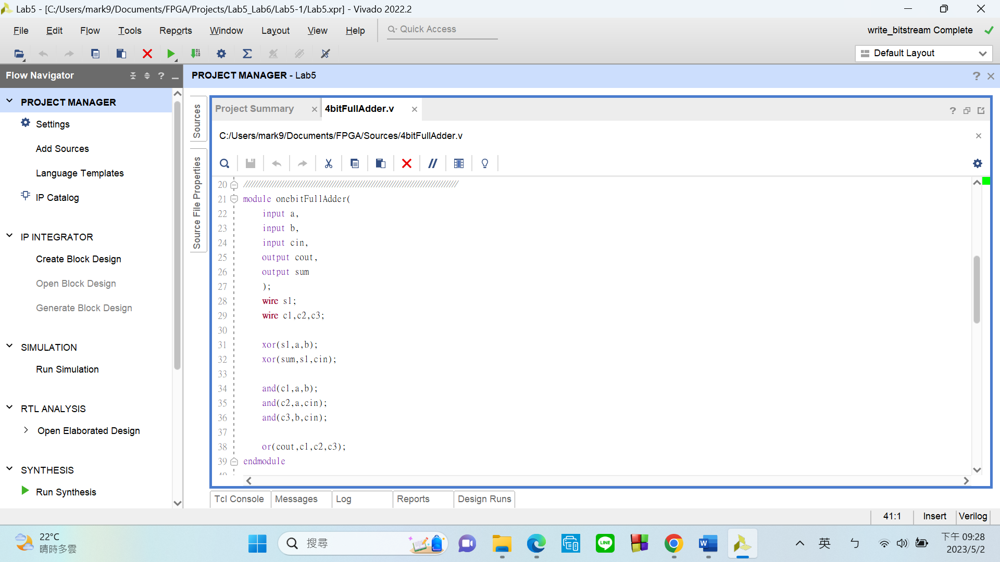 Lab5 - [C:/Users/mark9/Documents/FPGA/Projects/Lab5_Lab6/Lab5-1/Lab5.xpr] - Vivado 2022.2
File Edit Flow Tools Reports Window Layout View Help Quick Access write_bitstream Complete
Default Layout
Flow Navigator
PROJECT MANAGER - Lab5
PROJECT MANAGER
Settings
Add Sources
Language Templates
IP Catalog
IP INTEGRATOR
Create Block Design
Open Block Design
Generate Block Design
SIMULATION
Run Simulation
RTL ANALYSIS
Open Elaborated Design
SYNTHESIS
Run Synthesis
Sources
Source File Properties
Project Summary
4bitFullAdder.v
C:/Users/mark9/Documents/FPGA/Sources/4bitFullAdder.v
20 //////////////////////////////////////////////////////////////////////////////////
21 module onebitFullAdder(
22 input a,
23 input b,
24 input cin,
25 output cout,
26 output sum
27 );
28 wire s1;
29 wire c1,c2,c3;
30
31 xor(s1,a,b);
32 xor(sum,s1,cin);
33
34 and(c1,a,b);
35 and(c2,a,cin);
36 and(c3,b,cin);
37
38 or(cout,c1,c2,c3);
39 endmodule
40
Tcl Console Messages Log Reports Design Runs
41:1 Insert Verilog
22°C
晴時多雲
搜尋
LINE
W
英
ㄅ
下午 09:28
2023/5/2